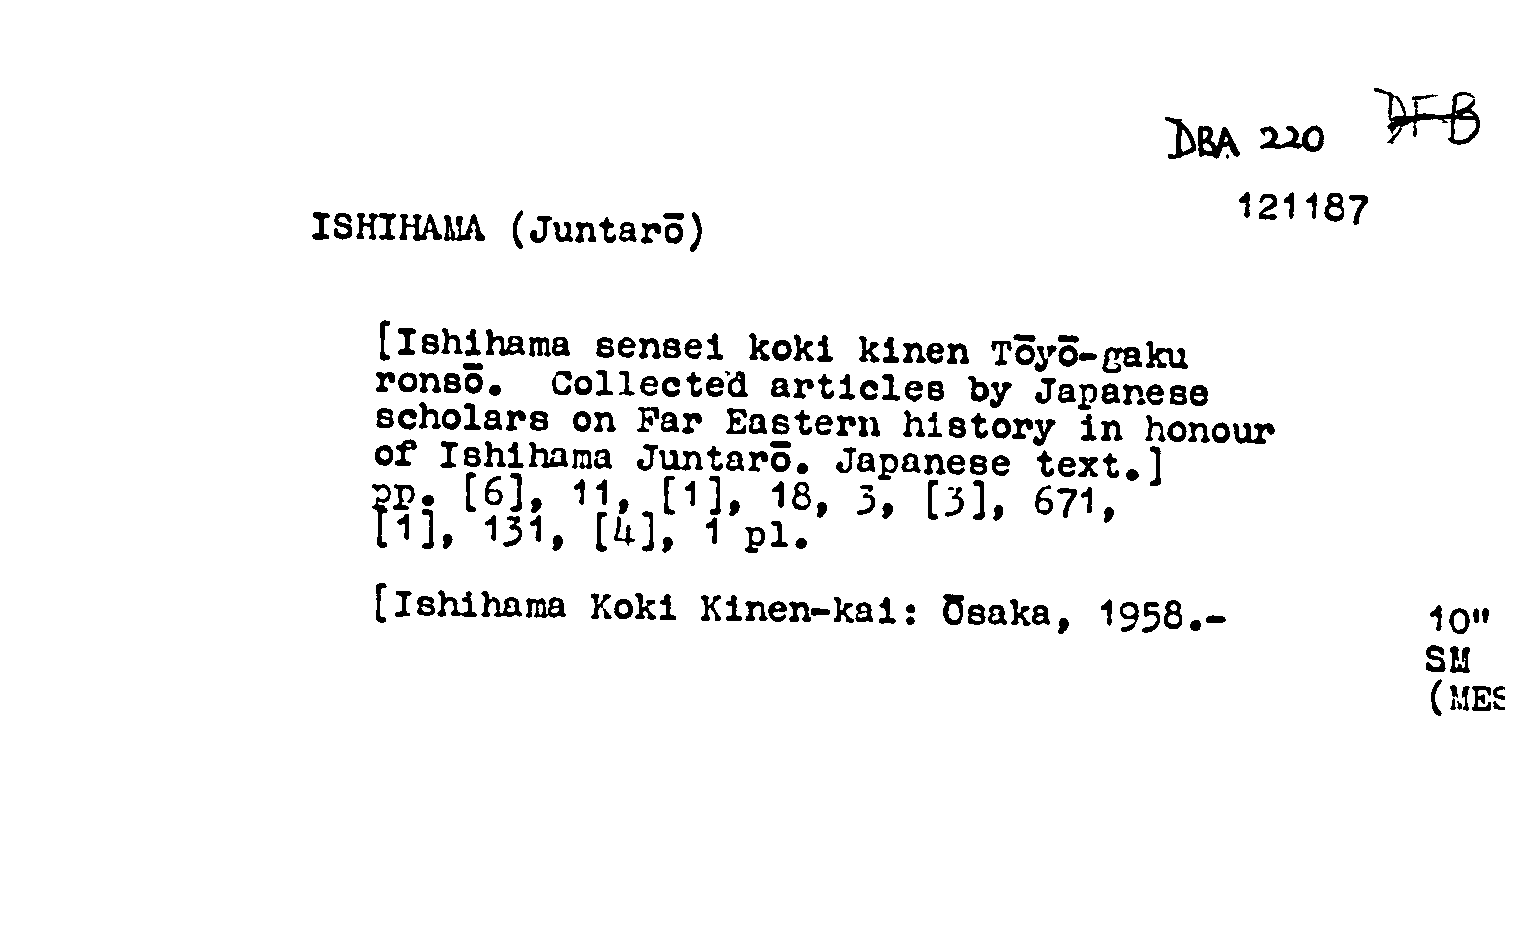 DBA 220 DFB
121187
ISHIHAMA (Juntarō)
[Ishihama sensei koki kinen Tōyō-gaku
ronsō. Collected articles by Japanese
scholars on Far Eastern history in honour
of Ishihama Juntarō. Japanese text.]
pp. [6], 11, [1], 18, 3, [3], 671,
[1], 131, [4], 1 pl.
[Ishihama Koki Kinen-kai: Ōsaka, 1958.-
10"
SM
(MES